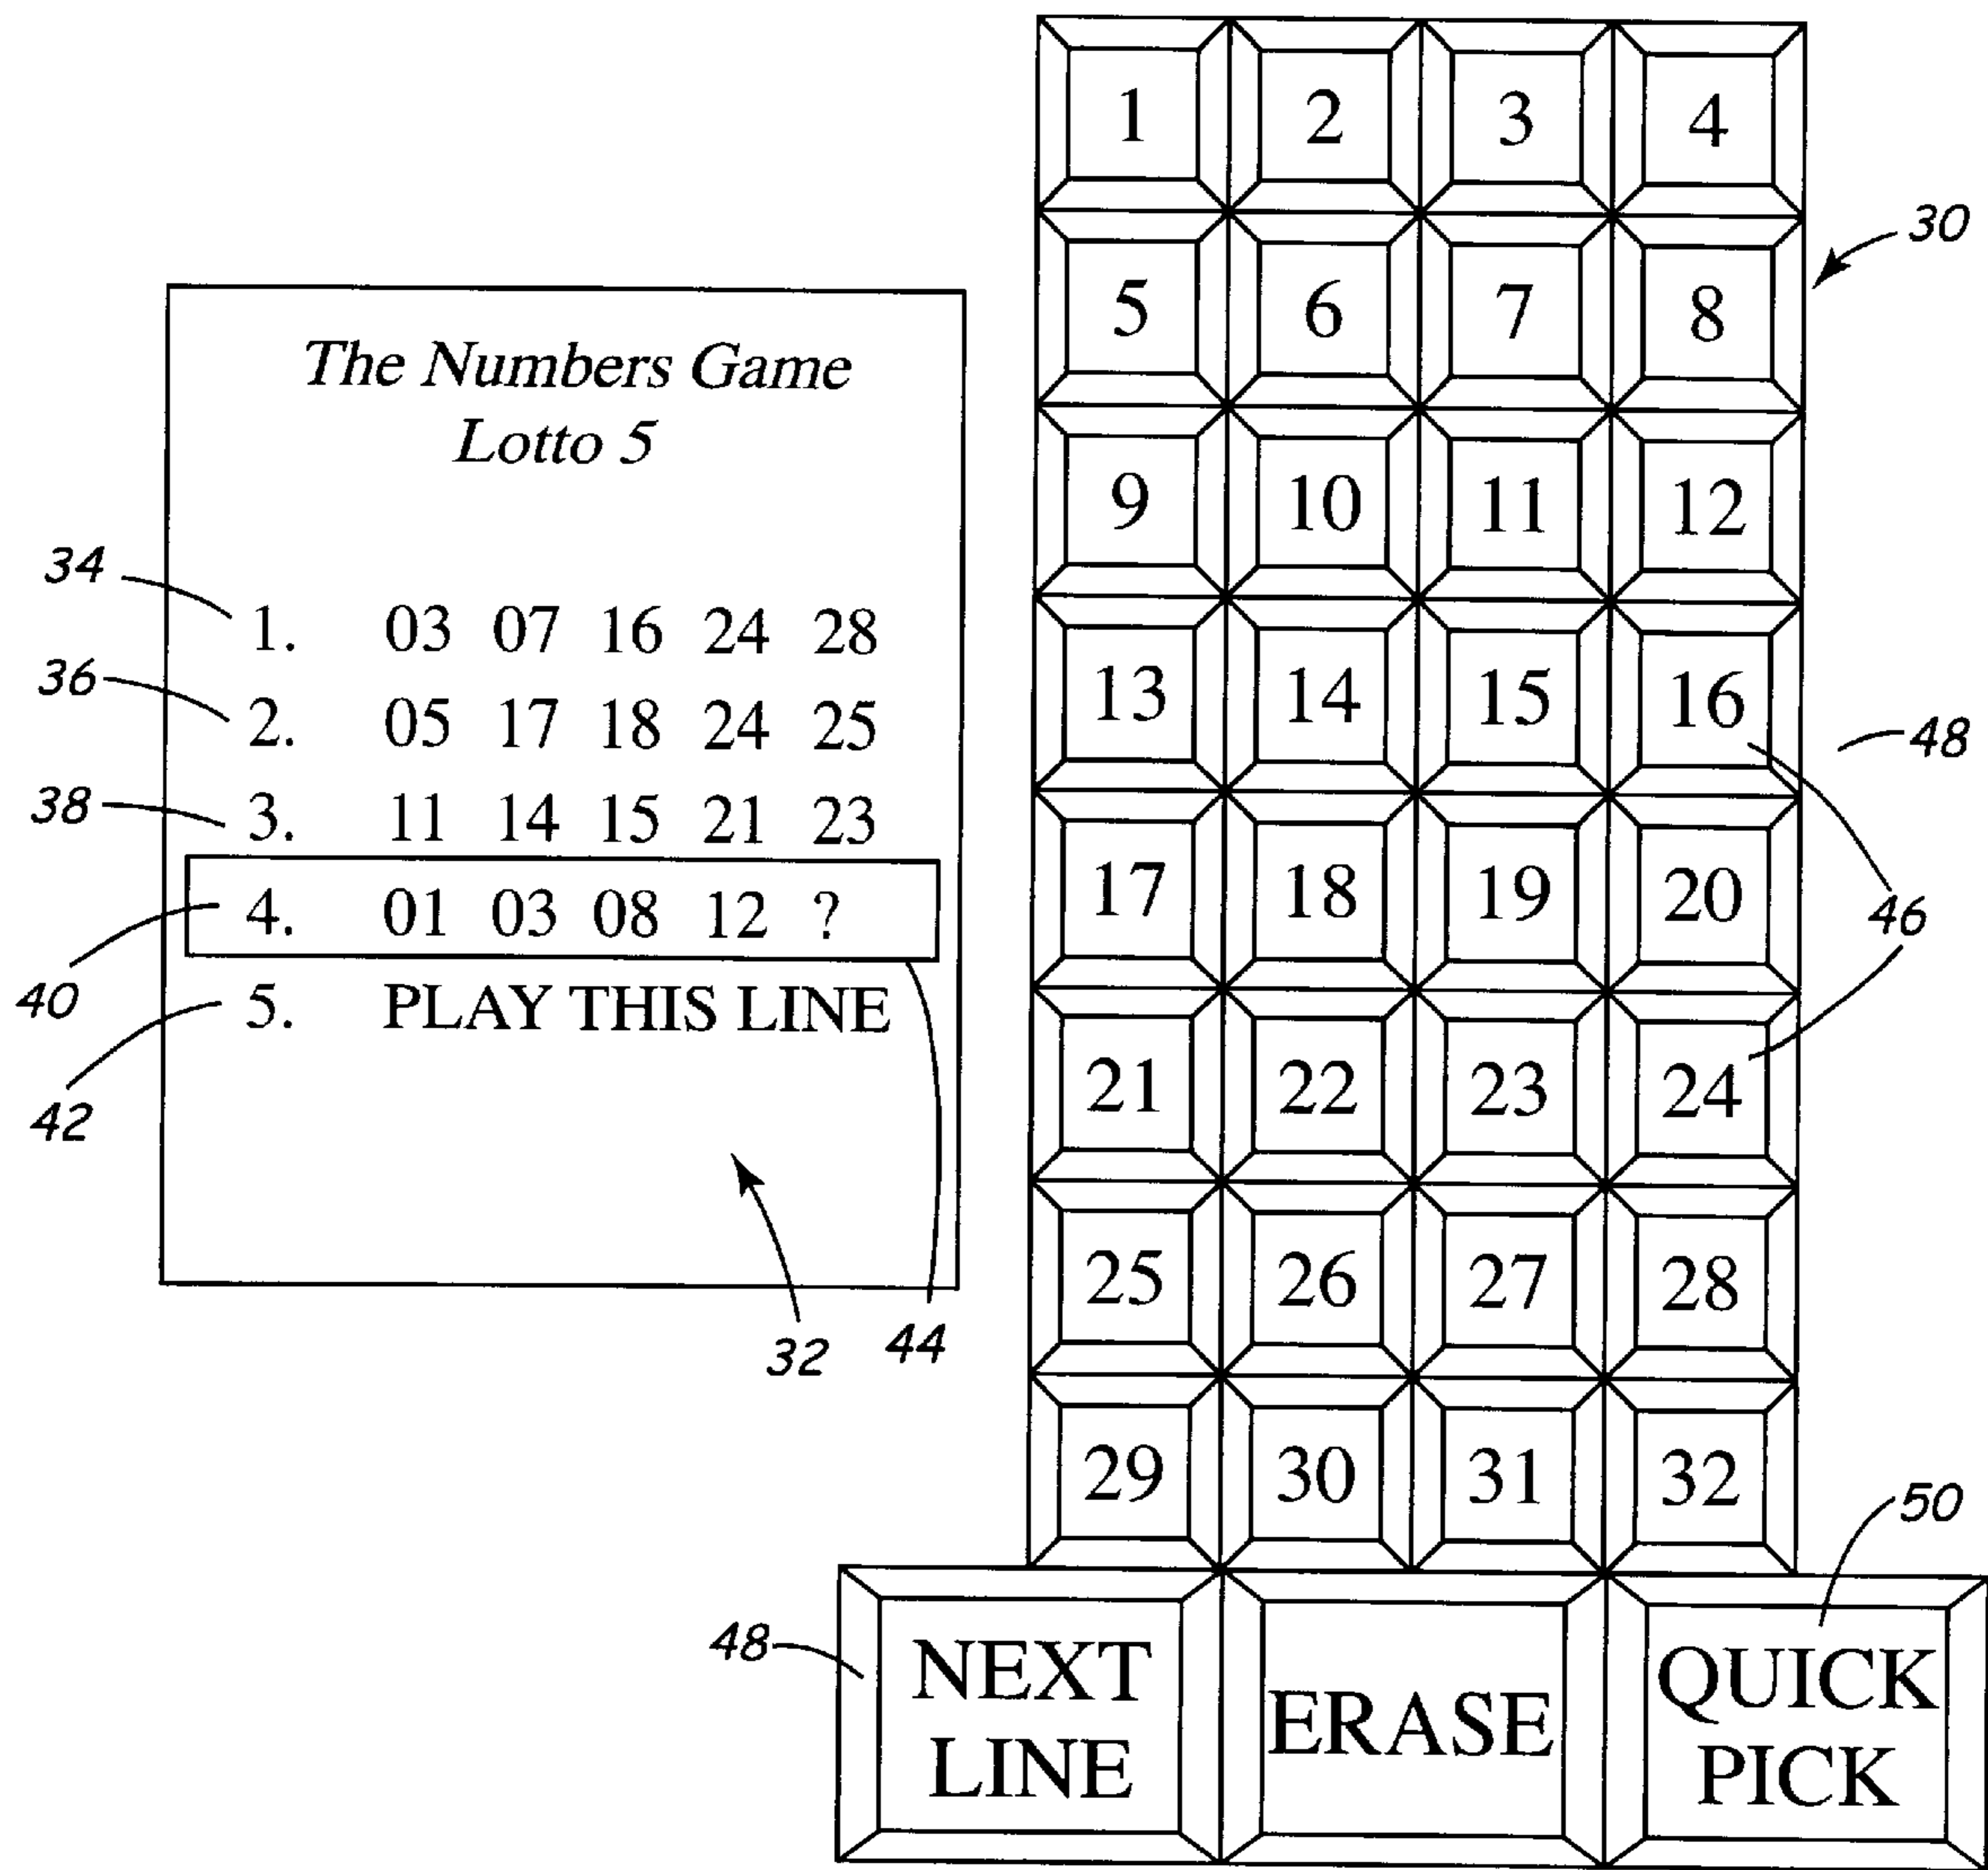 The Numbers Game
Lotto 5
34
1. 03 07 16 24 28
36
2. 05 17 18 24 25
38
3. 11 14 15 21 23
4. 01 03 08 12 ?
40
5. PLAY THIS LINE
42
32
44
1 2 3 4
30
5 6 7 8
9 10 11 12
13 14 15 16
48
17 18 19 20
46
21 22 23 24
25 26 27 28
29 30 31 32
50
48
NEXT
LINE
ERASE
QUICK
PICK